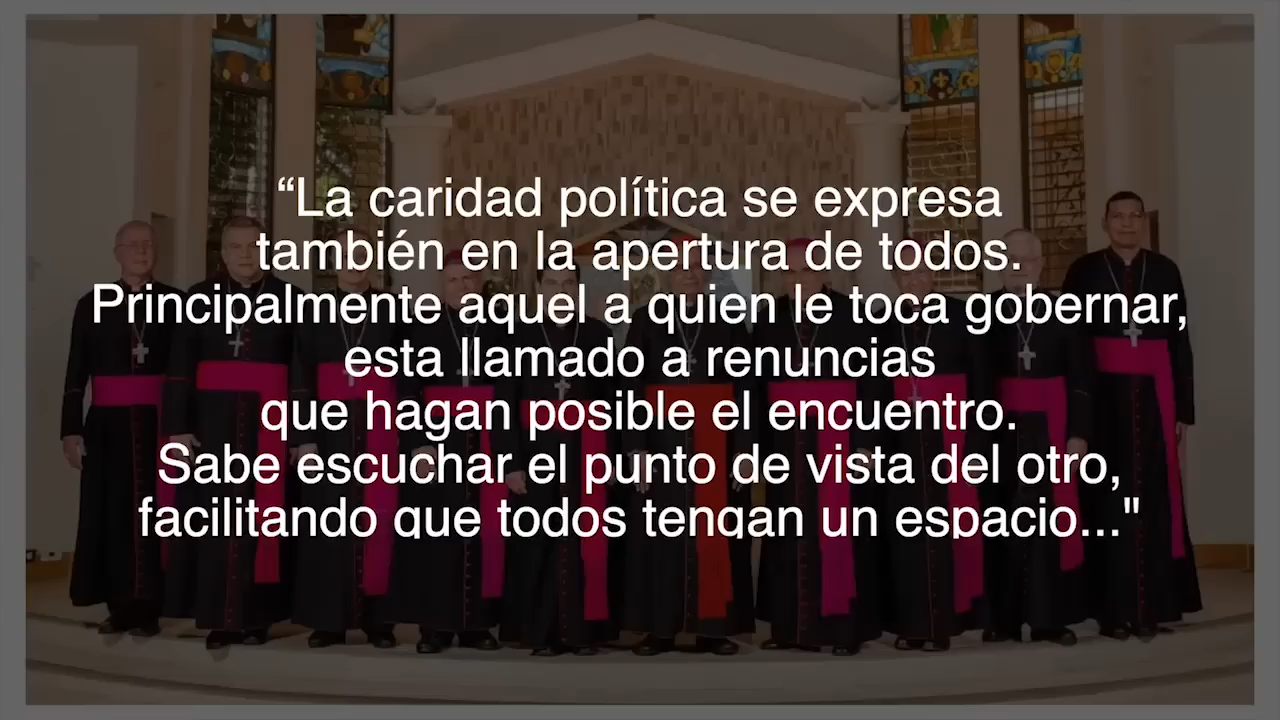 “La caridad política se expresa
también en la apertura de todos.
Principalmente aquel a quien le toca gobernar,
esta llamado a renuncias
que hagan posible el encuentro.
Sabe escuchar el punto de vista del otro,
facilitando que todos tengan un espacio..."